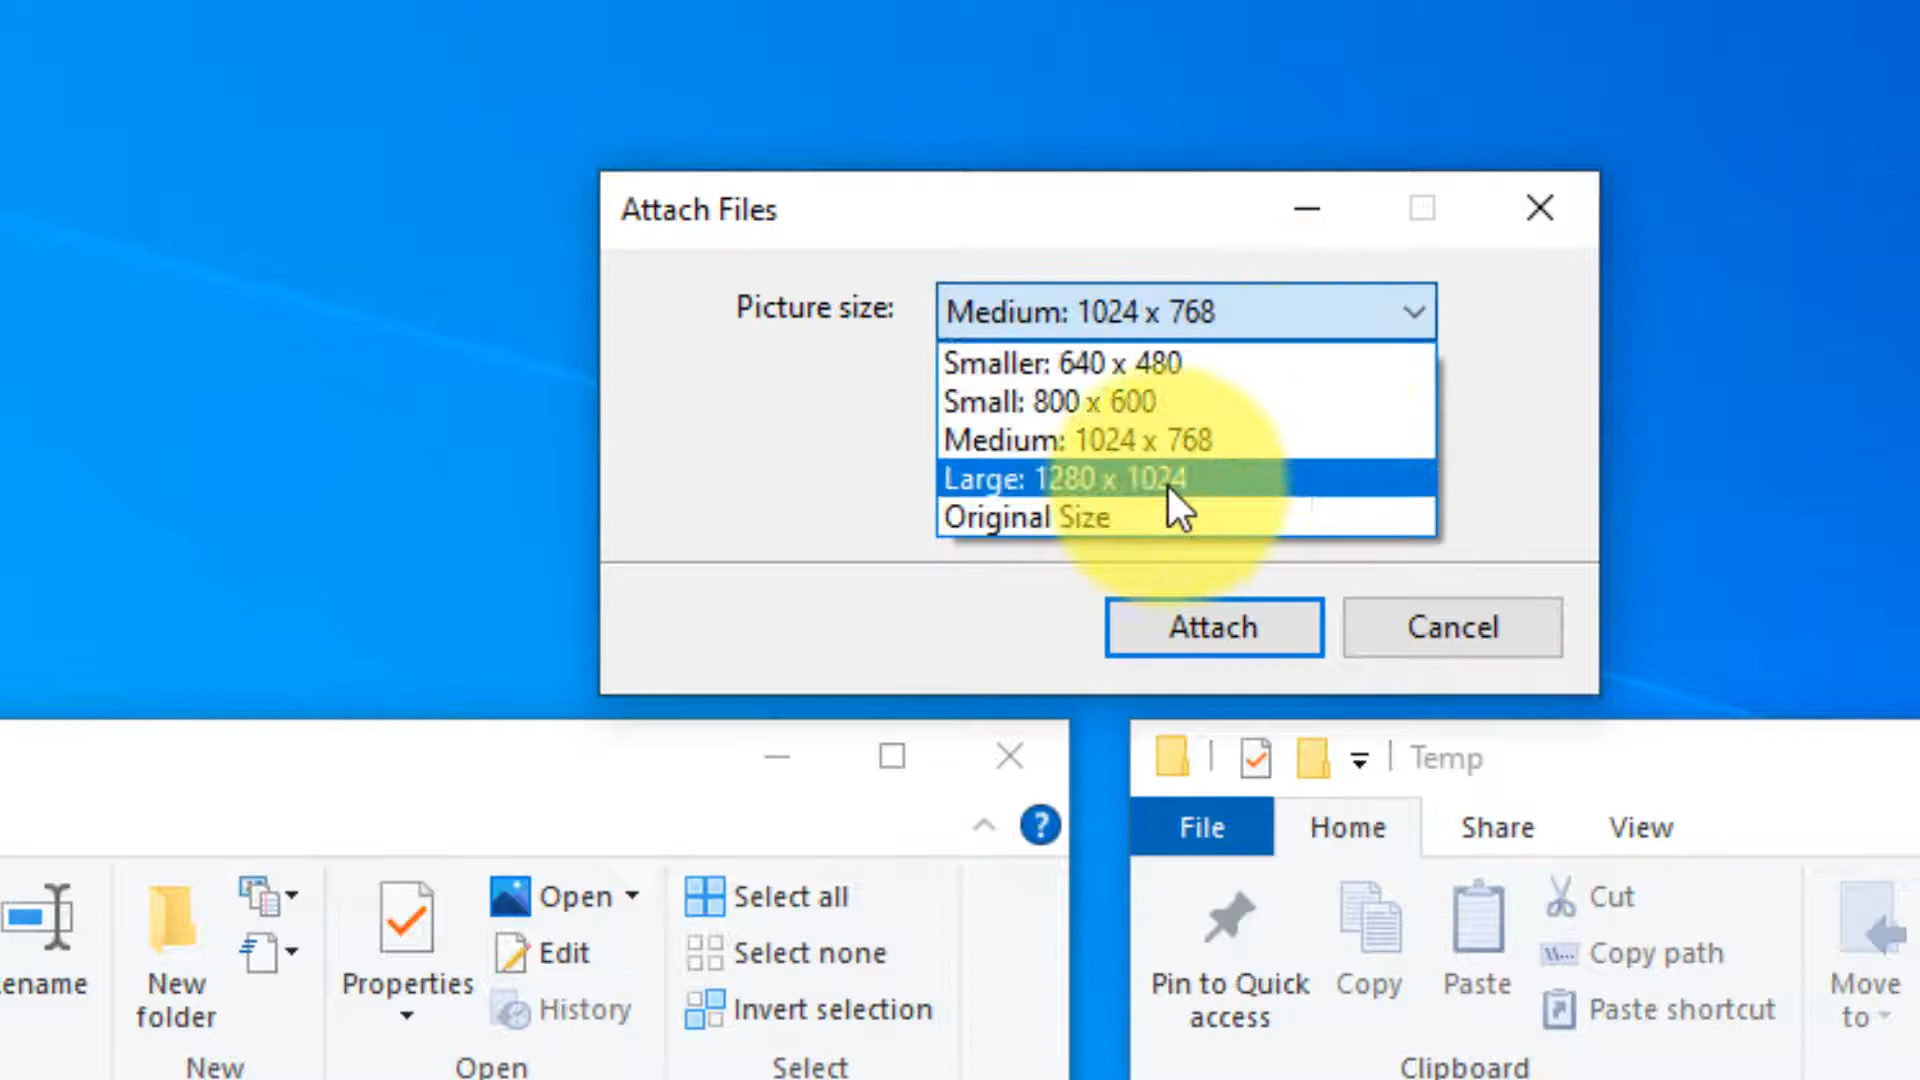 Attach Files
Picture size:
Medium: 1024 x 768
Smaller: 640 x 480
Small: 800 x 600
Medium: 1024 x 768
Large: 1280 x 1024
Original Size
Attach
Cancel
?
ename
New folder
New
Properties
Open
Edit
History
Open
Select all
Select none
Invert selection
Select
Temp
File
Home
Share
View
Pin to Quick access
Copy
Paste
Cut
Copy path
Paste shortcut
Clipboard
Move to